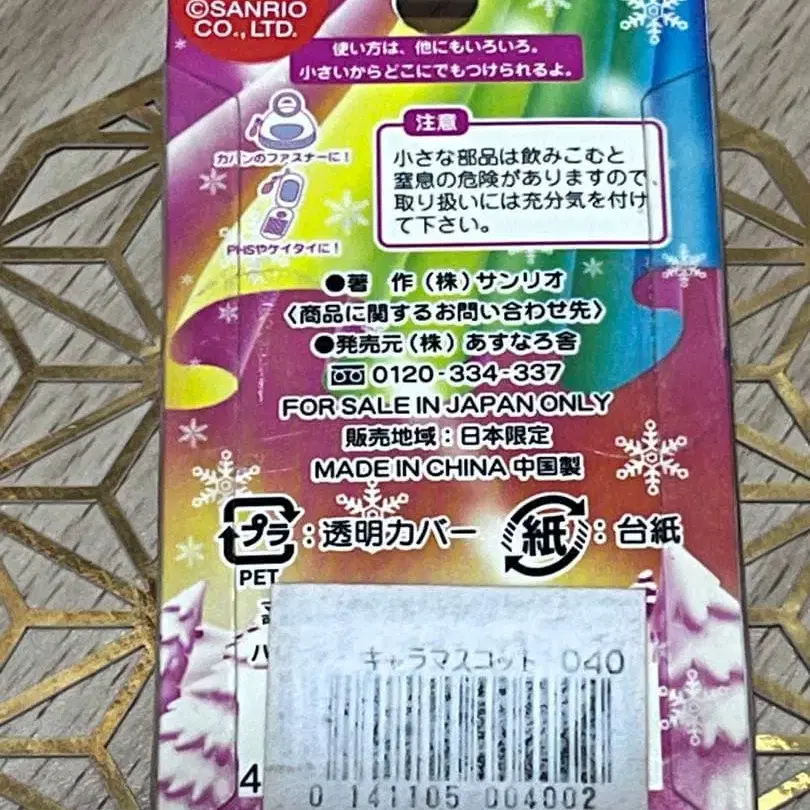 ©SANRIO
CO., LTD.
使い方は、他にもいろいろ。
小さいからどこにでもつけられるよ。
カバンのファスナーに!
PHSやケイタイに!
注意
小さな部品は飲みこむと
窒息の危険がありますので、
取り扱いには充分気を付け
て下さい。
●著 作(株)サンリオ
〈商品に関するお問い合わせ先〉
●発売元(株)あすなろ舎
0120-334-337
FOR SALE IN JAPAN ONLY
販売地域:日本限定
MADE IN CHINA 中国製
プラ:透明カバー
紙:台紙
PET
キャラマスコット 040
4
0 141105 004002